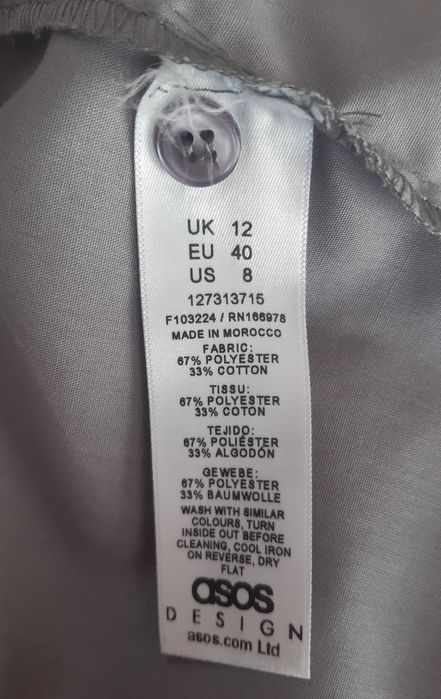 UK 12
EU 40
US 8
127313715
F103224 / RN166978
MADE IN MOROCCO
FABRIC:
67% POLYESTER
33% COTTON
TISSU:
67% POLYESTER
33% COTON
TEJIDO:
67% POLIÉSTER
33% ALGODÓN
GEWEBE:
67% POLYESTER
33% BAUMWOLLE
WASH WITH SIMILAR
COLOURS, TURN
INSIDE OUT BEFORE
CLEANING, COOL IRON
ON REVERSE, DRY
FLAT
asos
DESIGN
asos.com Ltd